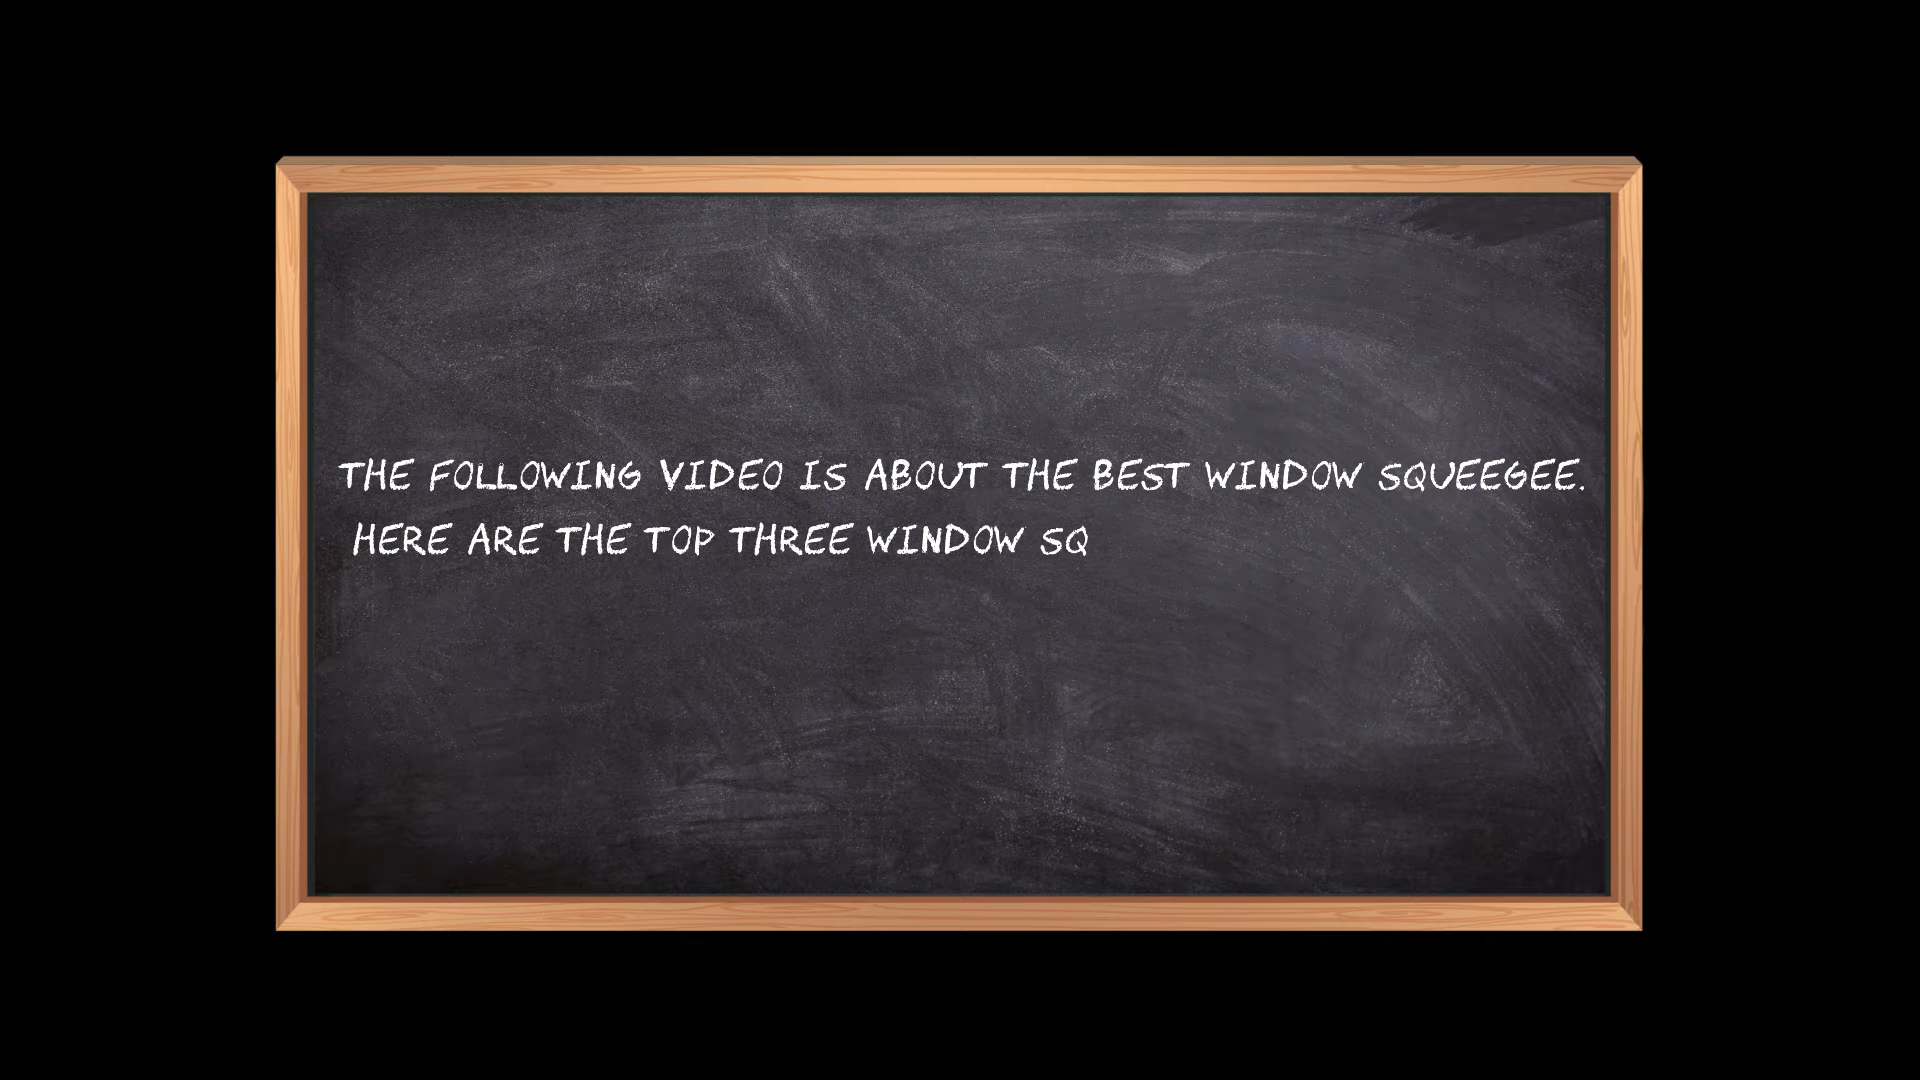 THE FOLLOWING VIDEO IS ABOUT THE BEST WINDOW SQUEEGEE.
HERE ARE THE TOP THREE WINDOW SQ